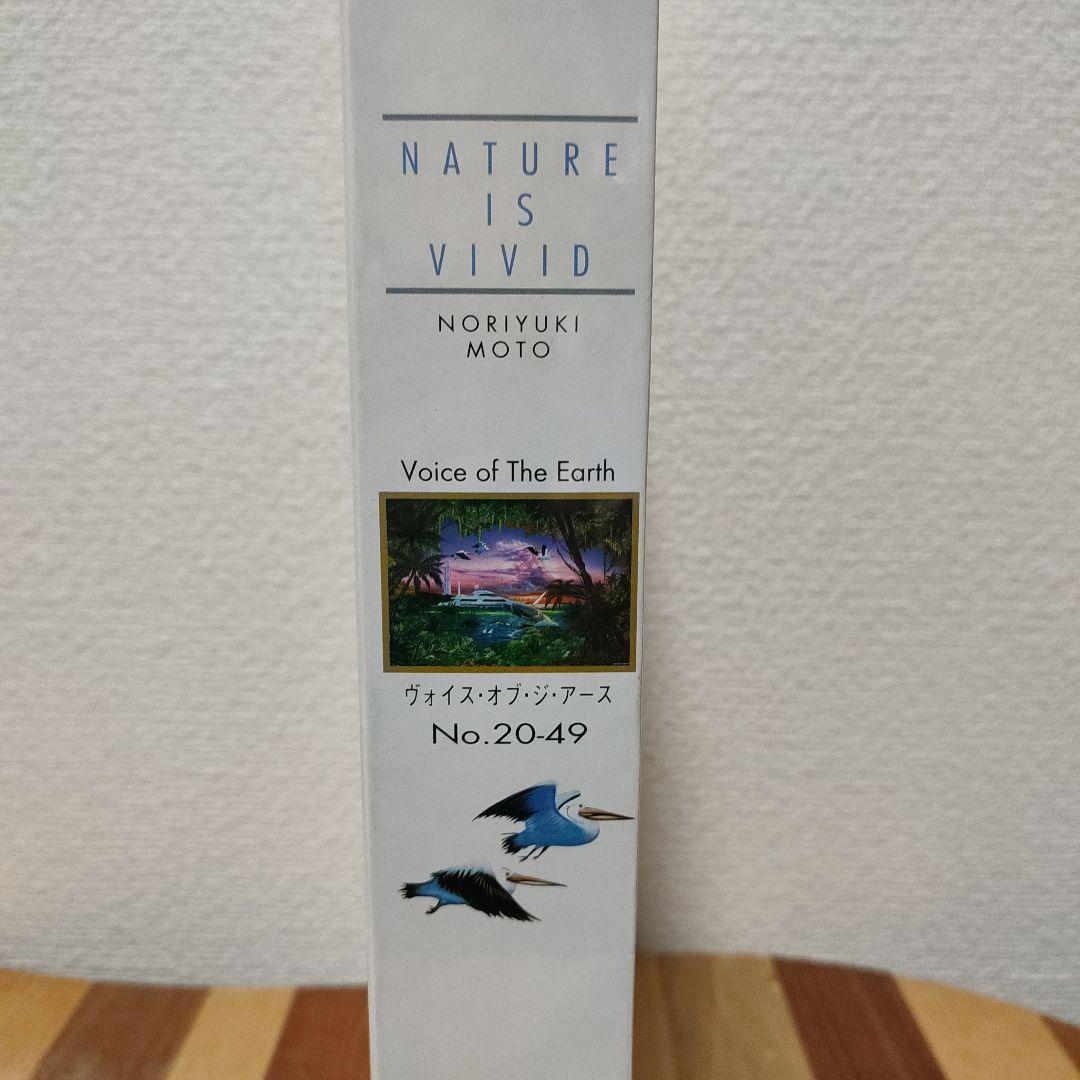 NATURE
IS
VIVID
NORIYUKI
MOTO
Voice of The Earth
ヴォイス・オブ・ジ・アース
No.20-49